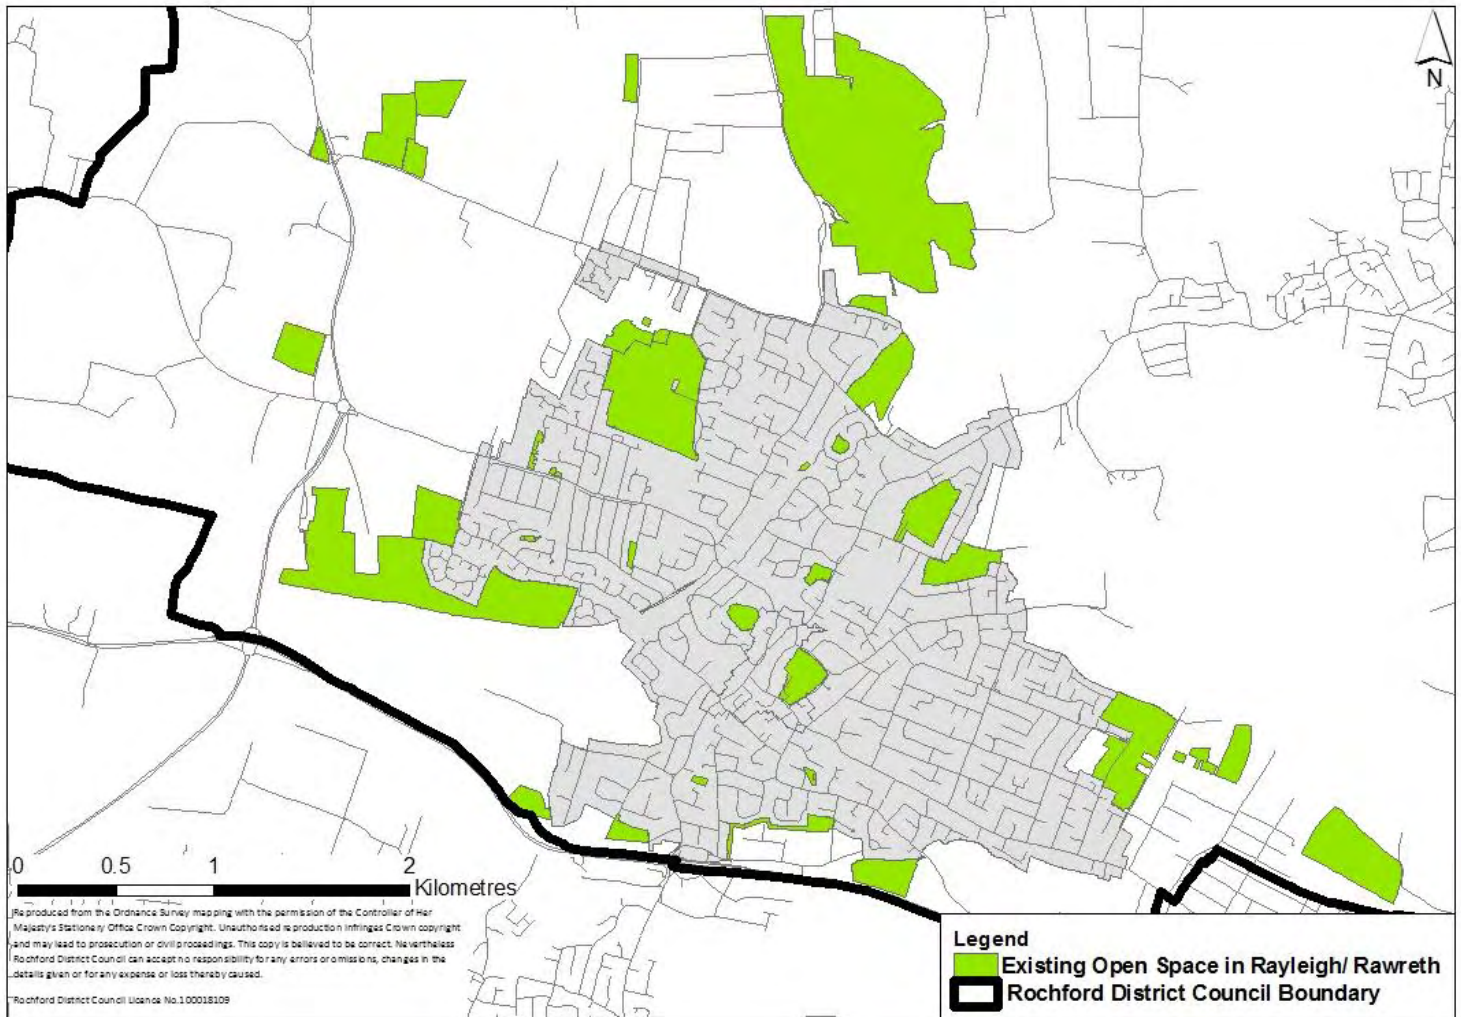 N
0 0.5 1 2
Kilometres
Reproduced from the Ordnance Survey mapping with the permission of the Controller of Her
Majesty's Stationery Office Crown Copyright. Unauthorised reproduction infringes Crown copyright
and may lead to prosecution or civil proceedings. This copy is believed to be correct. Nevertheless
Rochford District Council can accept no responsibility for any errors or omissions, changes in the
details given or for any expense or loss thereby caused.
Rochford District Council Licence No.100018109
Legend
Existing Open Space in Rayleigh/ Rawreth
Rochford District Council Boundary